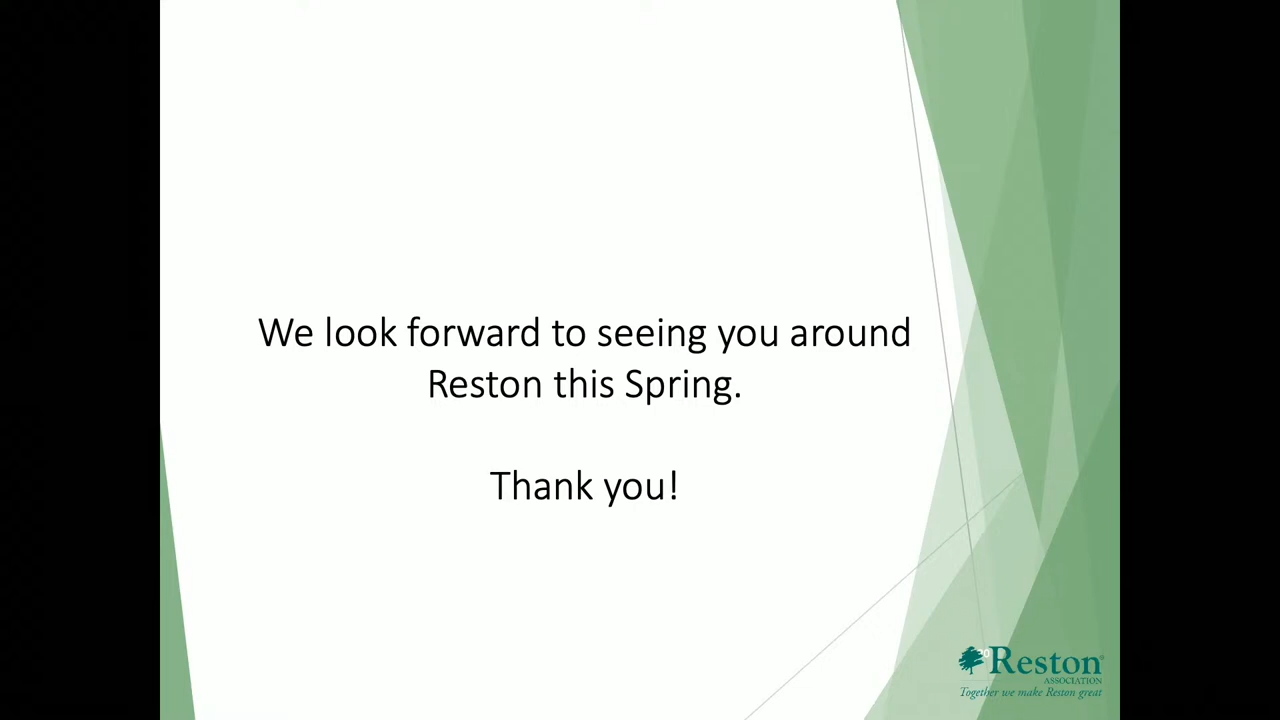 We look forward to seeing you around
Reston this Spring.
Thank you!
Reston
ASSOCIATION
Together we make Reston great